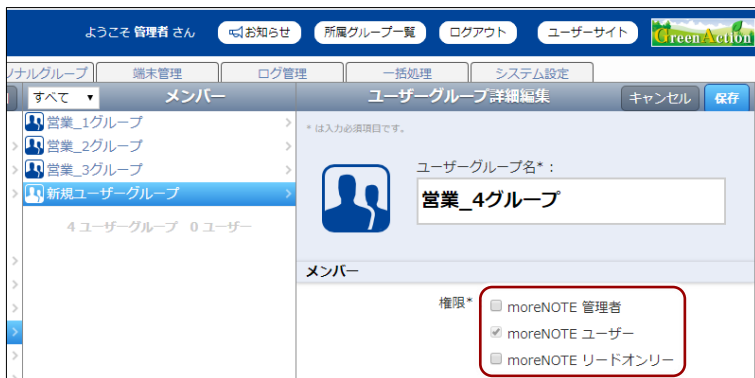 ようこそ 管理者 さん お知らせ 所属グループ一覧 ログアウト ユーザーサイト Green Action
ソナルグループ 端末管理 ログ管理 一括処理 システム設定
すべて ▼ メンバー ユーザーグループ詳細編集 キャンセル 保存
営業_1グループ
営業_2グループ
営業_3グループ
新規ユーザーグループ
4 ユーザーグループ 0 ユーザー
* は入力必須項目です。
ユーザーグループ名* :
営業_4グループ
メンバー
権限*
moreNOTE 管理者
moreNOTE ユーザー
moreNOTE リードオンリー